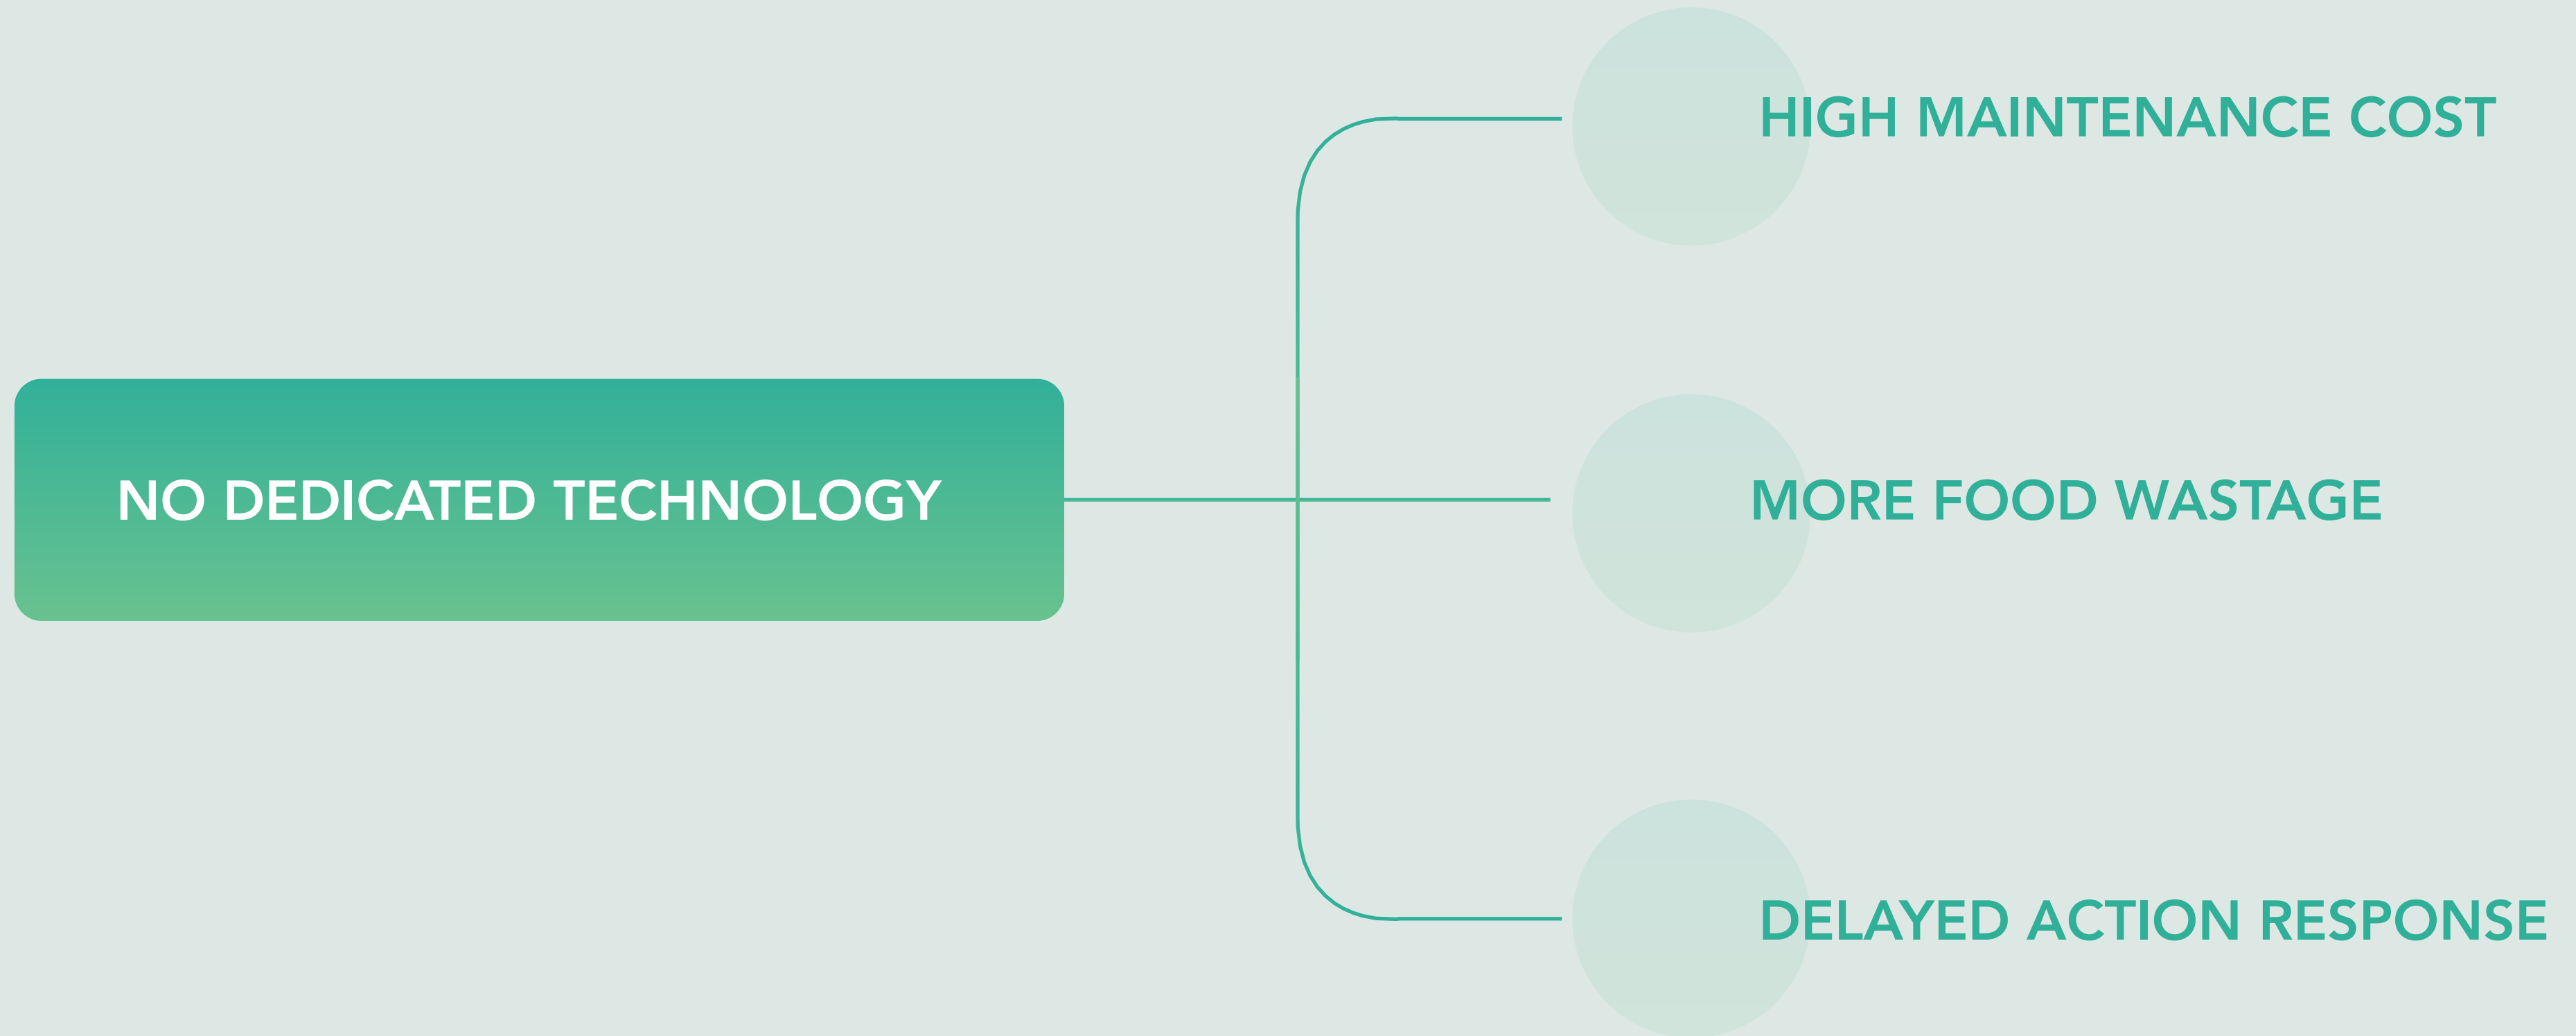 HIGH MAINTENANCE COST
NO DEDICATED TECHNOLOGY
MORE FOOD WASTAGE
DELAYED ACTION RESPONSE